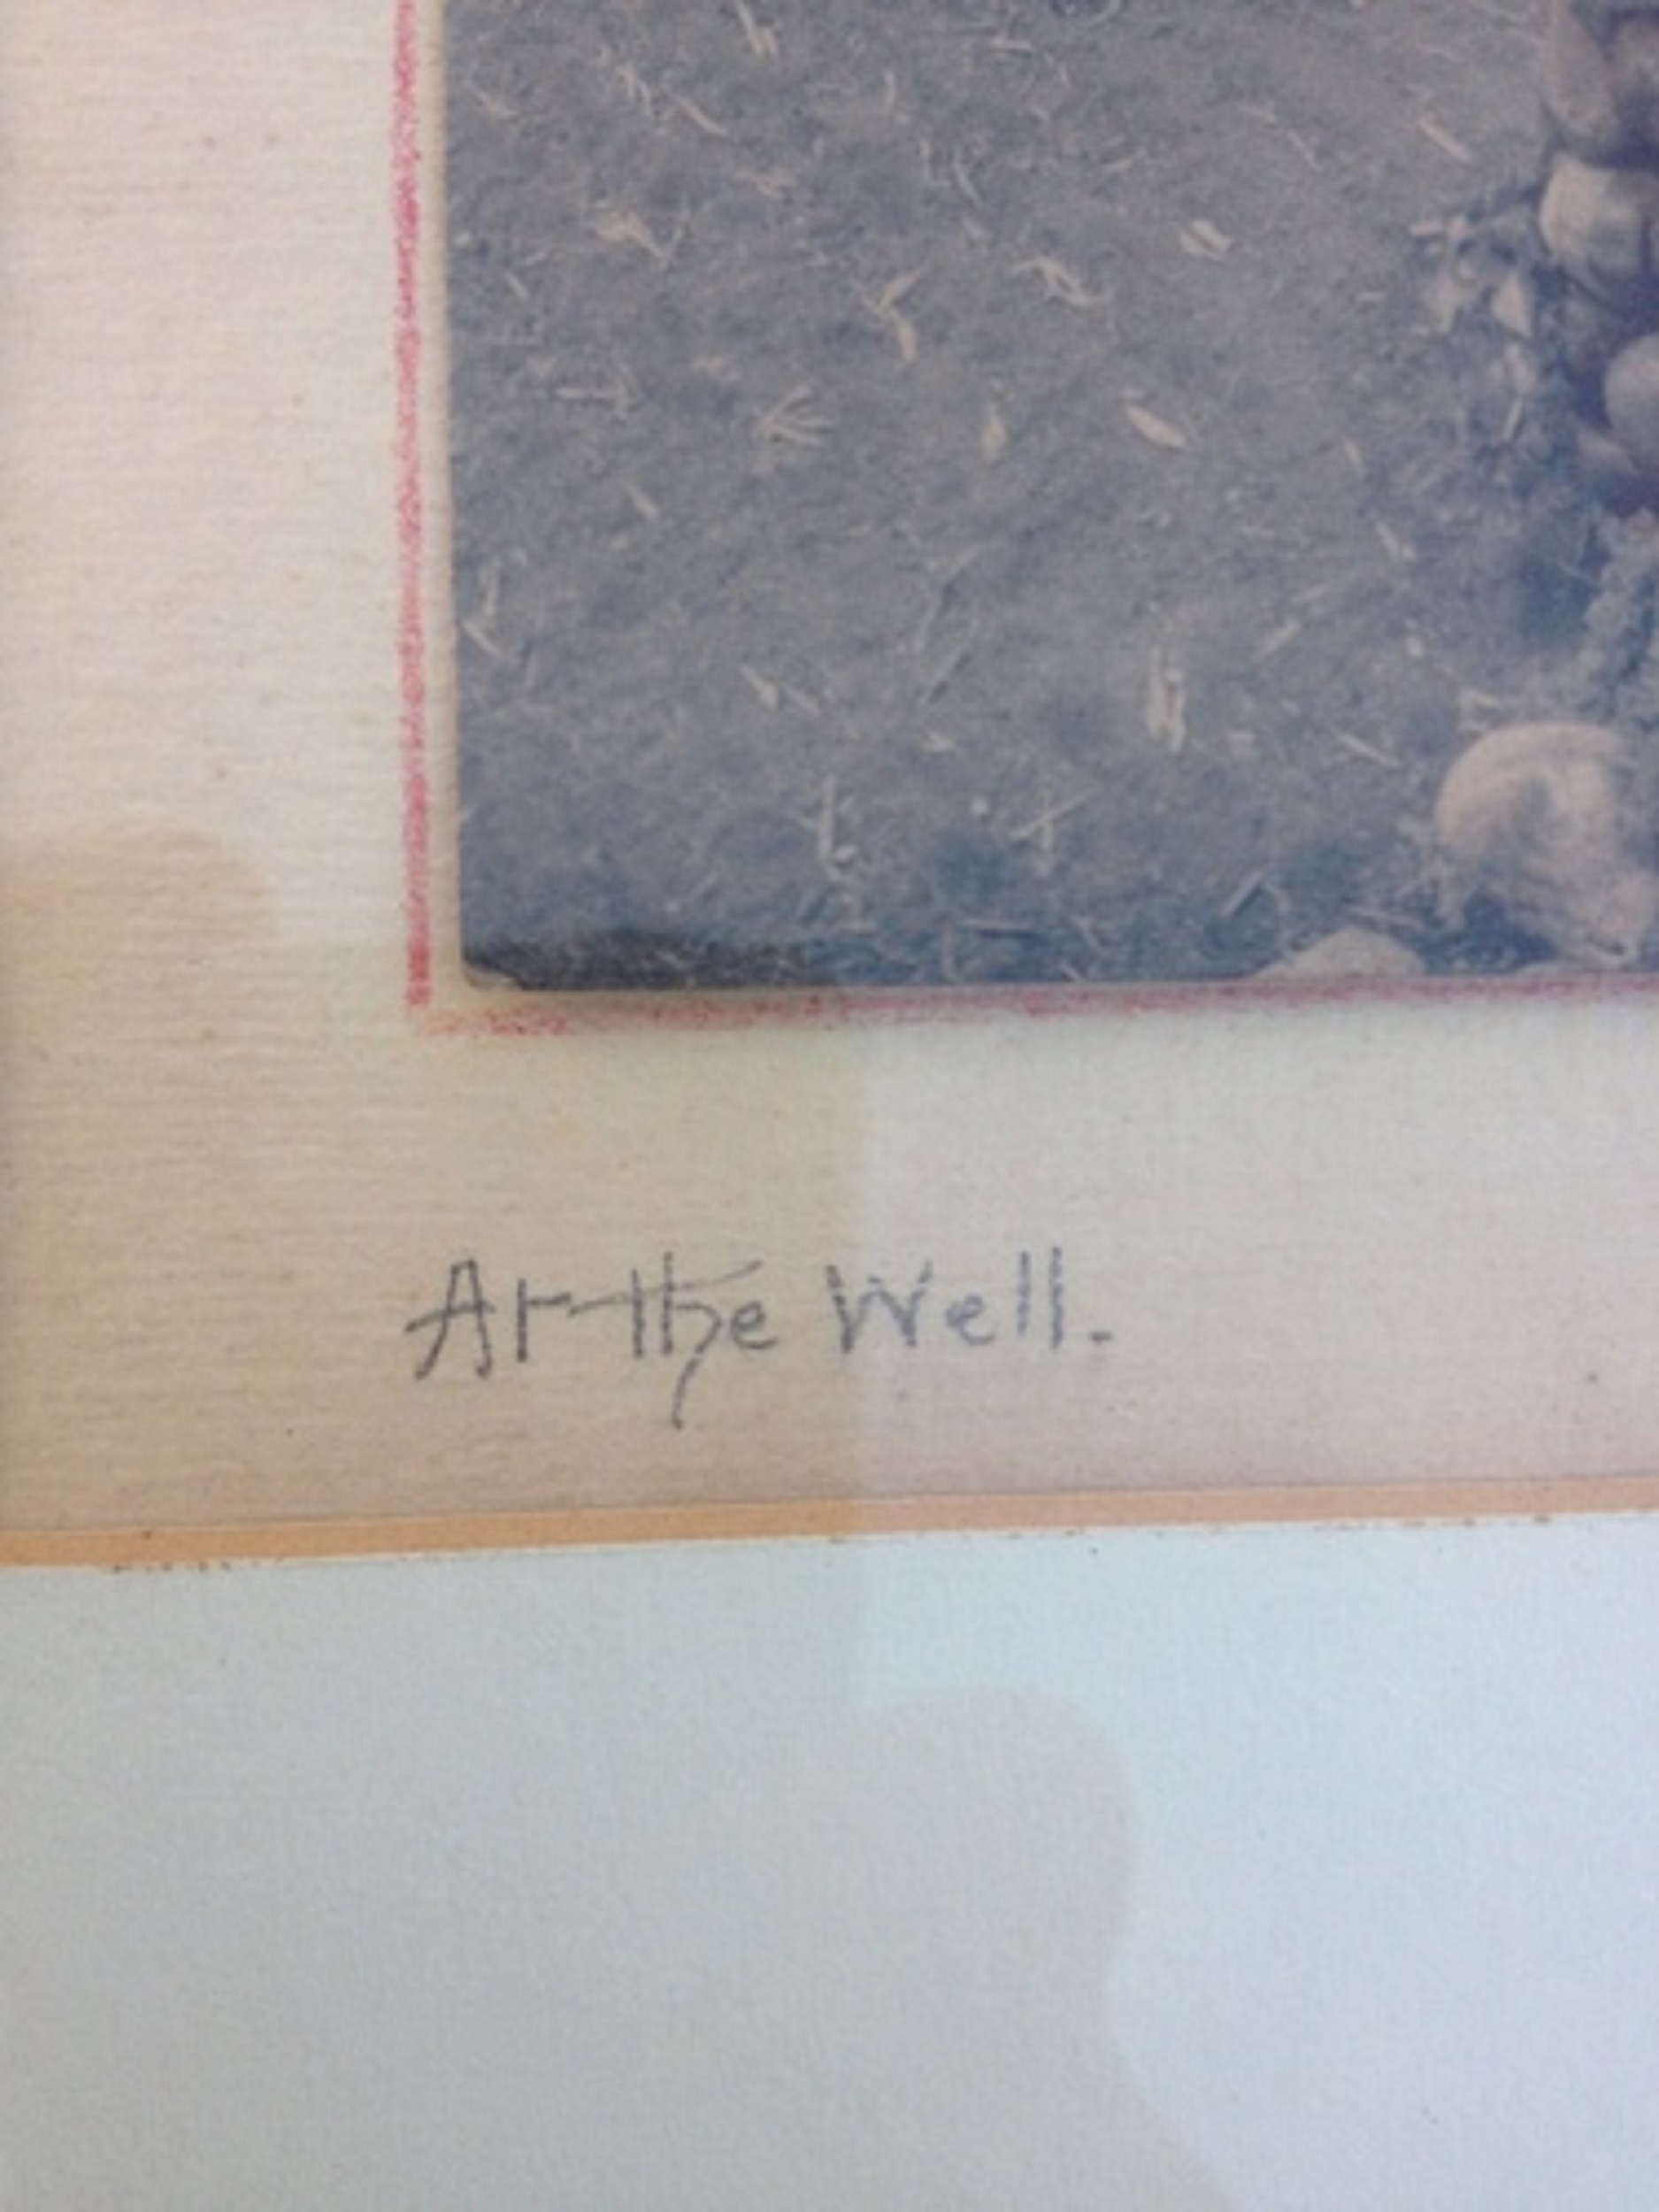 At the Well.